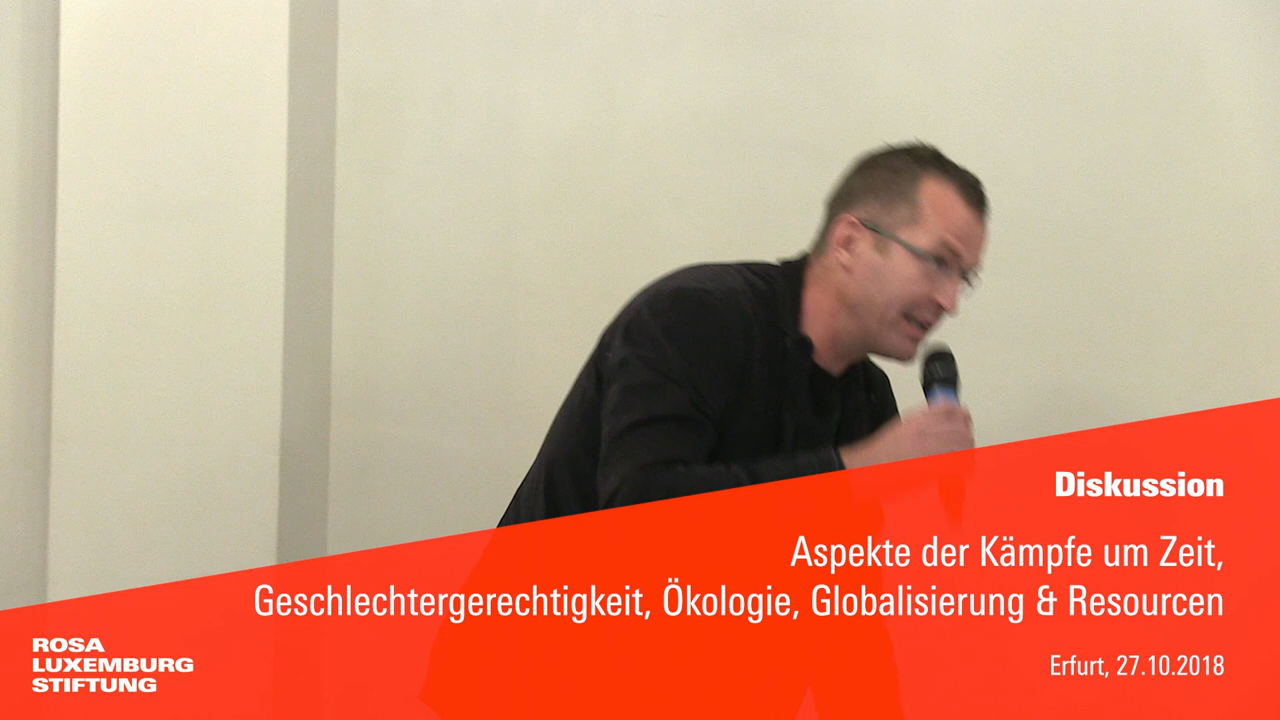 Diskussion
Aspekte der Kämpfe um Zeit,
Geschlechtergerechtigkeit, Ökologie, Globalisierung & Resourcen
ROSA
LUXEMBURG
STIFTUNG
Erfurt, 27.10.2018